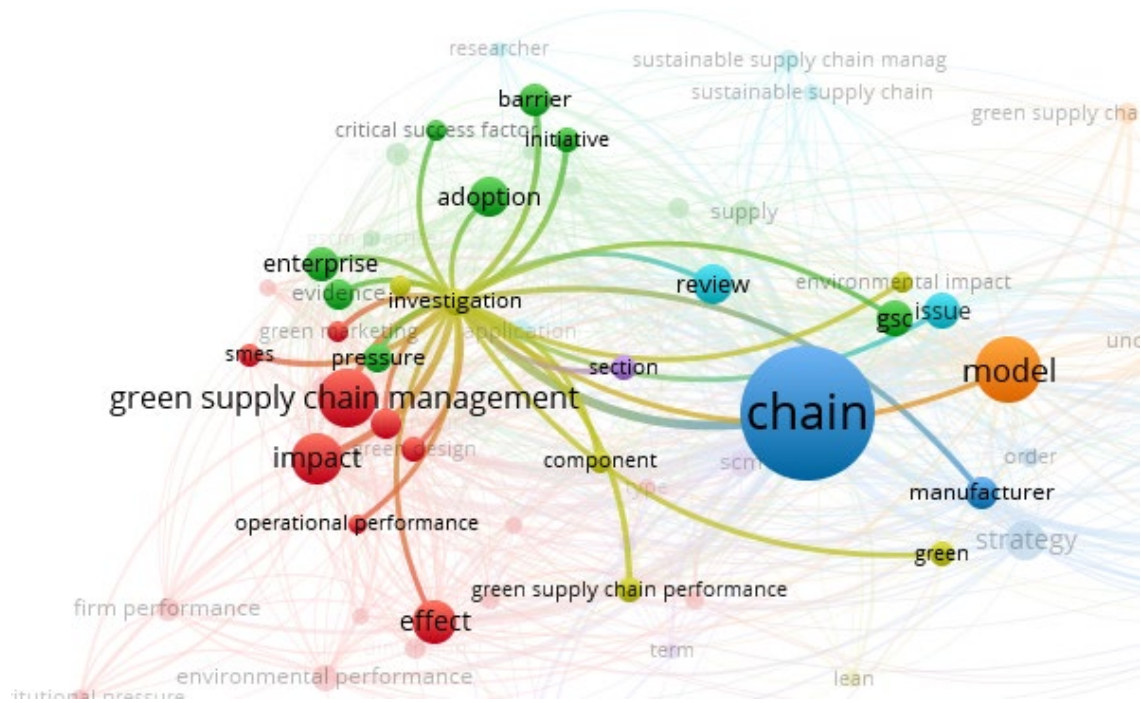 researcher
sustainable supply chain manag
sustainable supply chain
barrier
green supply cha
critical success factor
initiative
adoption
supply
enterprise
evidence
investigation
review
environmental impact
gsc
issue
green marketing
application
smes
pressure
section
unc
model
green supply chain management
chain
impact
green design
component
scm
order
type
manufacturer
operational performance
strategy
green
green supply chain performance
firm performance
effect
term
environmental performance
lean
itutional pressure